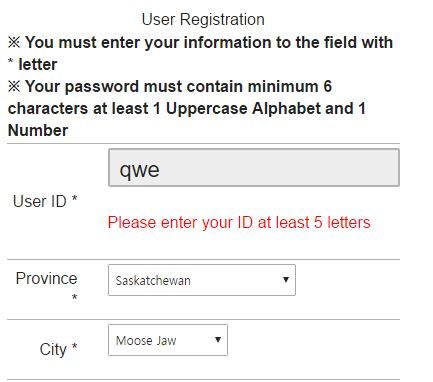 User Registration
※ You must enter your information to the field with
* letter
※ Your password must contain minimum 6
characters at least 1 Uppercase Alphabet and 1
Number
qwe
User ID *
Please enter your ID at least 5 letters
Province
*
Saskatchewan
City *
Moose Jaw